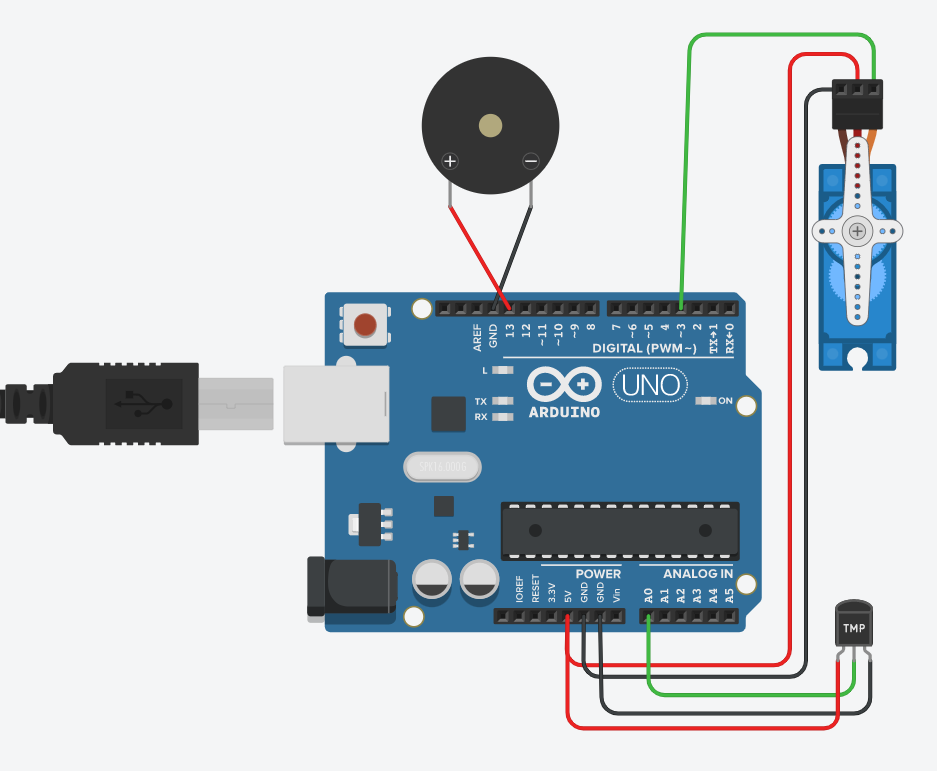 + −
AREF
GND
13
12
~11
~10
~9
8
7
~6
~5
4
~3
2
TX→1
RX←0
DIGITAL (PWM~)
L
TX
RX
ARDUINO
UNO
ON
POWER
ANALOG IN
IOREF
RESET
3.3V
5V
GND
GND
Vin
A0
A1
A2
A3
A4
A5
TMP